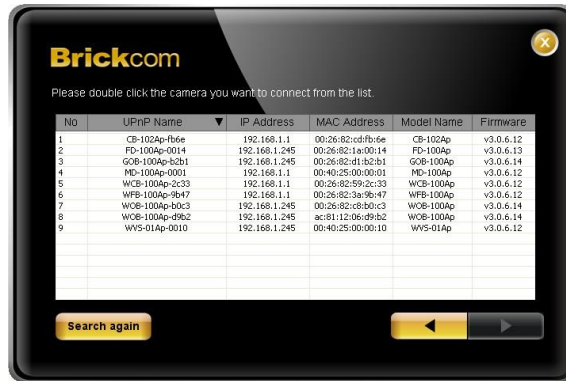 Brickcom
Please double click the camera you want to connect from the list.
No UPnP Name IP Address MAC Address Model Name Firmware
1 CB-102Ap-fb6e 192.168.1.1 00:26:82:cd:fb:6e CB-102Ap v3.0.6.12
2 FD-100Ap-0014 192.168.1.245 00:26:82:1a:00:14 FD-100Ap v3.0.6.13
3 GOB-100Ap-b2b1 192.168.1.245 00:26:82:d1:b2:b1 GOB-100Ap v3.0.6.14
4 MD-100Ap-0001 192.168.1.1 00:40:25:00:00:01 MD-100Ap v3.0.6.12
5 WCB-100Ap-2c33 192.168.1.1 00:26:82:59:2c:33 WCB-100Ap v3.0.6.12
6 WFB-100Ap-9b47 192.168.1.1 00:26:82:3a:9b:47 WFB-100Ap v3.0.6.12
7 WOB-100Ap-b0c3 192.168.1.245 00:26:82:c8:b0:c3 WOB-100Ap v3.0.6.14
8 WOB-100Ap-d9b2 192.168.1.245 ac:81:12:06:d9:b2 WOB-100Ap v3.0.6.14
9 WVS-01Ap-0010 192.168.1.245 00:40:25:00:00:10 WVS-01Ap v3.0.6.12
Search again